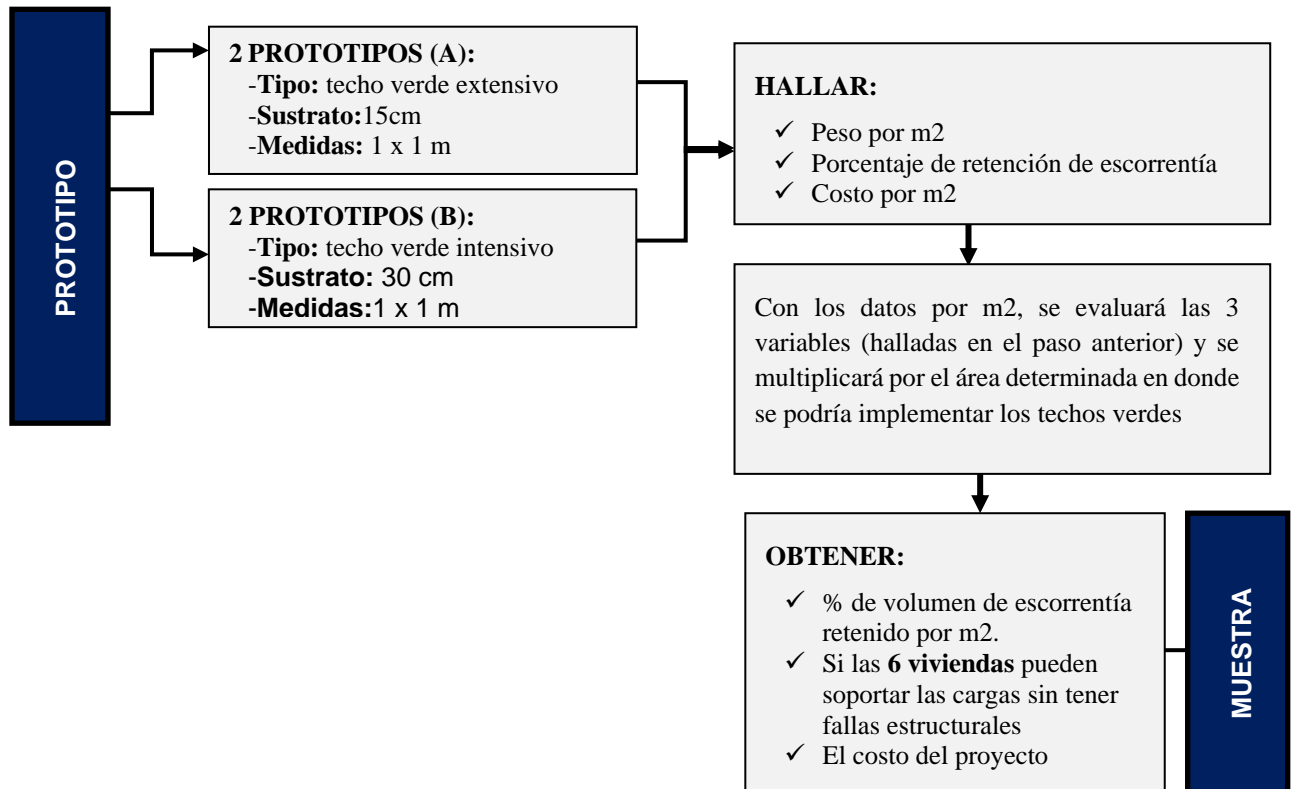 PROTOTIPO
2 PROTOTIPOS (A):
-Tipo: techo verde extensivo
-Sustrato:15cm
-Medidas: 1 x 1 m
2 PROTOTIPOS (B):
-Tipo: techo verde intensivo
-Sustrato: 30 cm
-Medidas:1 x 1 m
HALLAR:
✓ Peso por m2
✓ Porcentaje de retención de escorrentía
✓ Costo por m2
Con los datos por m2, se evaluará las 3
variables (halladas en el paso anterior) y se
multiplicará por el área determinada en donde
se podría implementar los techos verdes
OBTENER:
✓ % de volumen de escorrentía
retenido por m2.
✓ Si las 6 viviendas pueden
soportar las cargas sin tener
fallas estructurales
✓ El costo del proyecto
MUESTRA